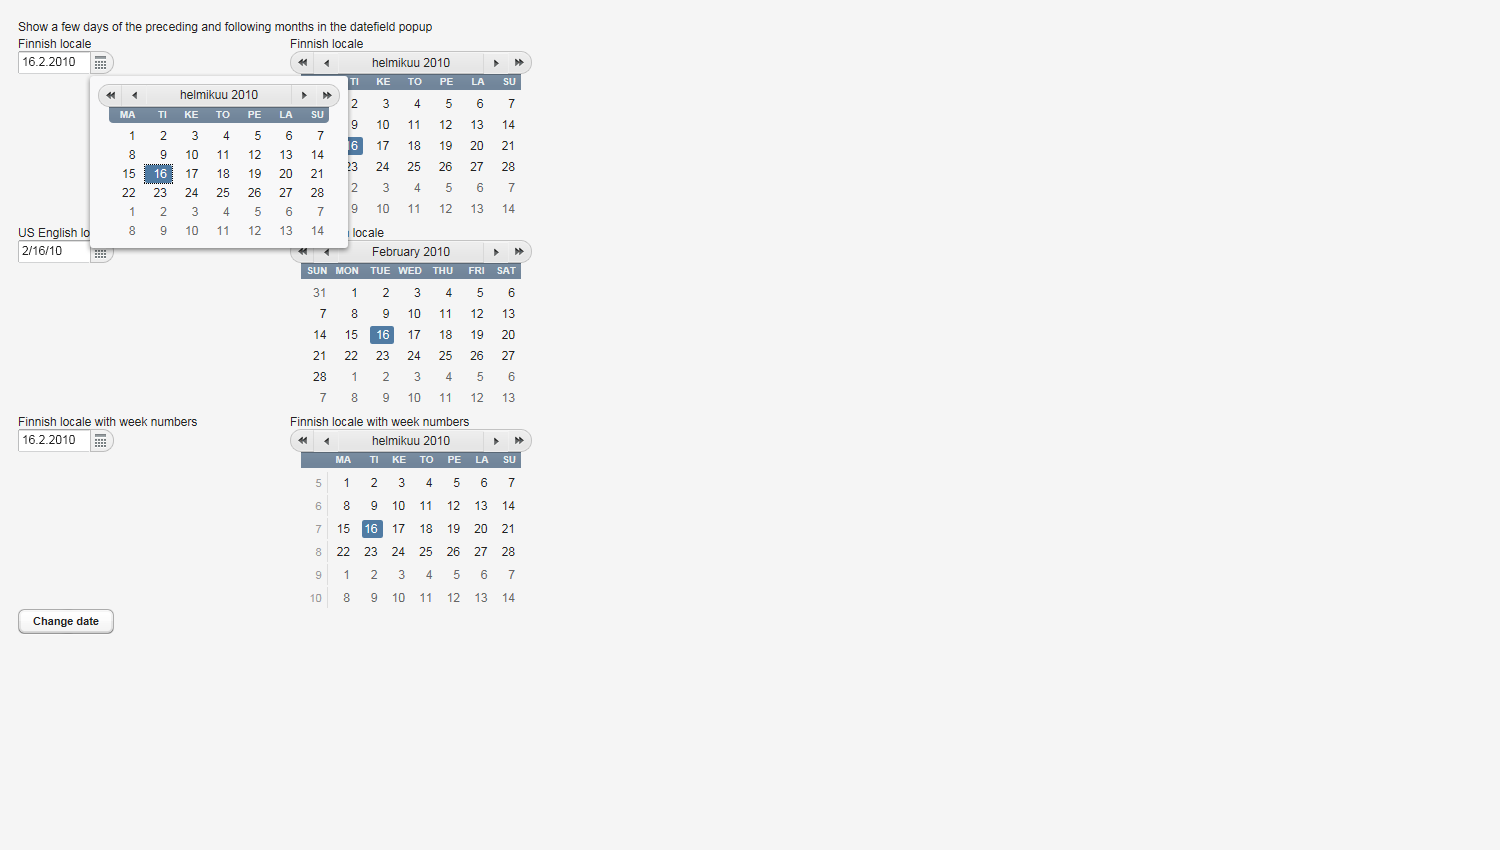 Show a few days of the preceding and following months in the datefield popup
Finnish locale
16.2.2010
helmikuu 2010
MA TI KE TO PE LA SU
1 2 3 4 5 6 7
8 9 10 11 12 13 14
15 16 17 18 19 20 21
22 23 24 25 26 27 28
1 2 3 4 5 6 7
8 9 10 11 12 13 14
Finnish locale
helmikuu 2010
TI KE TO PE LA SU
2 3 4 5 6 7
9 10 11 12 13 14
16 17 18 19 20 21
23 24 25 26 27 28
2 3 4 5 6 7
9 10 11 12 13 14
US English lo
2/16/10
locale
February 2010
SUN MON TUE WED THU FRI SAT
31 1 2 3 4 5 6
7 8 9 10 11 12 13
14 15 16 17 18 19 20
21 22 23 24 25 26 27
28 1 2 3 4 5 6
7 8 9 10 11 12 13
Finnish locale with week numbers
16.2.2010
Finnish locale with week numbers
helmikuu 2010
MA TI KE TO PE LA SU
5 1 2 3 4 5 6 7
6 8 9 10 11 12 13 14
7 15 16 17 18 19 20 21
8 22 23 24 25 26 27 28
9 1 2 3 4 5 6 7
10 8 9 10 11 12 13 14
Change date